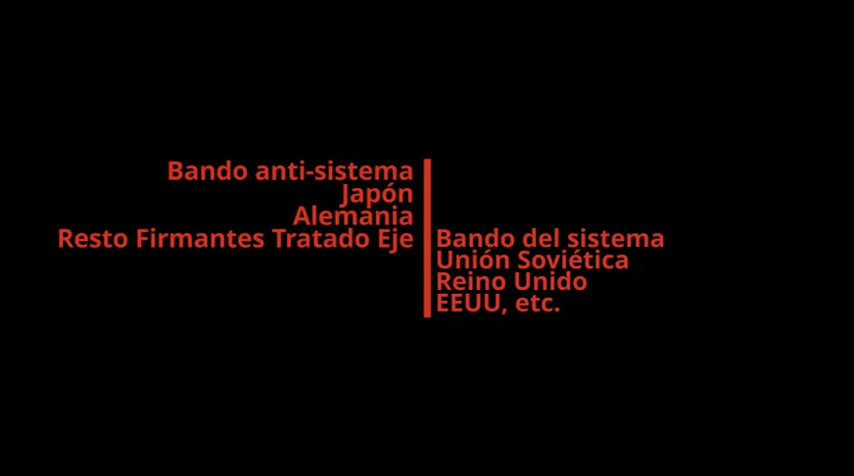 Bando anti-sistema
Japón
Alemania
Resto Firmantes Tratado Eje
Bando del sistema
Unión Soviética
Reino Unido
EEUU, etc.